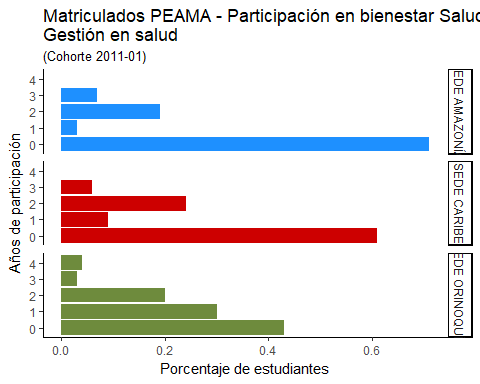 Matriculados PEAMA - Participación en bienestar Salud
Gestión en salud
(Cohorte 2011-01)
Años de participación
4
3
2
1
0
EDE AMAZONÍ
4
3
2
1
0
SEDE CARIBE
4
3
2
1
0
EDE ORINOQU
0.0
0.2
0.4
0.6
Porcentaje de estudiantes